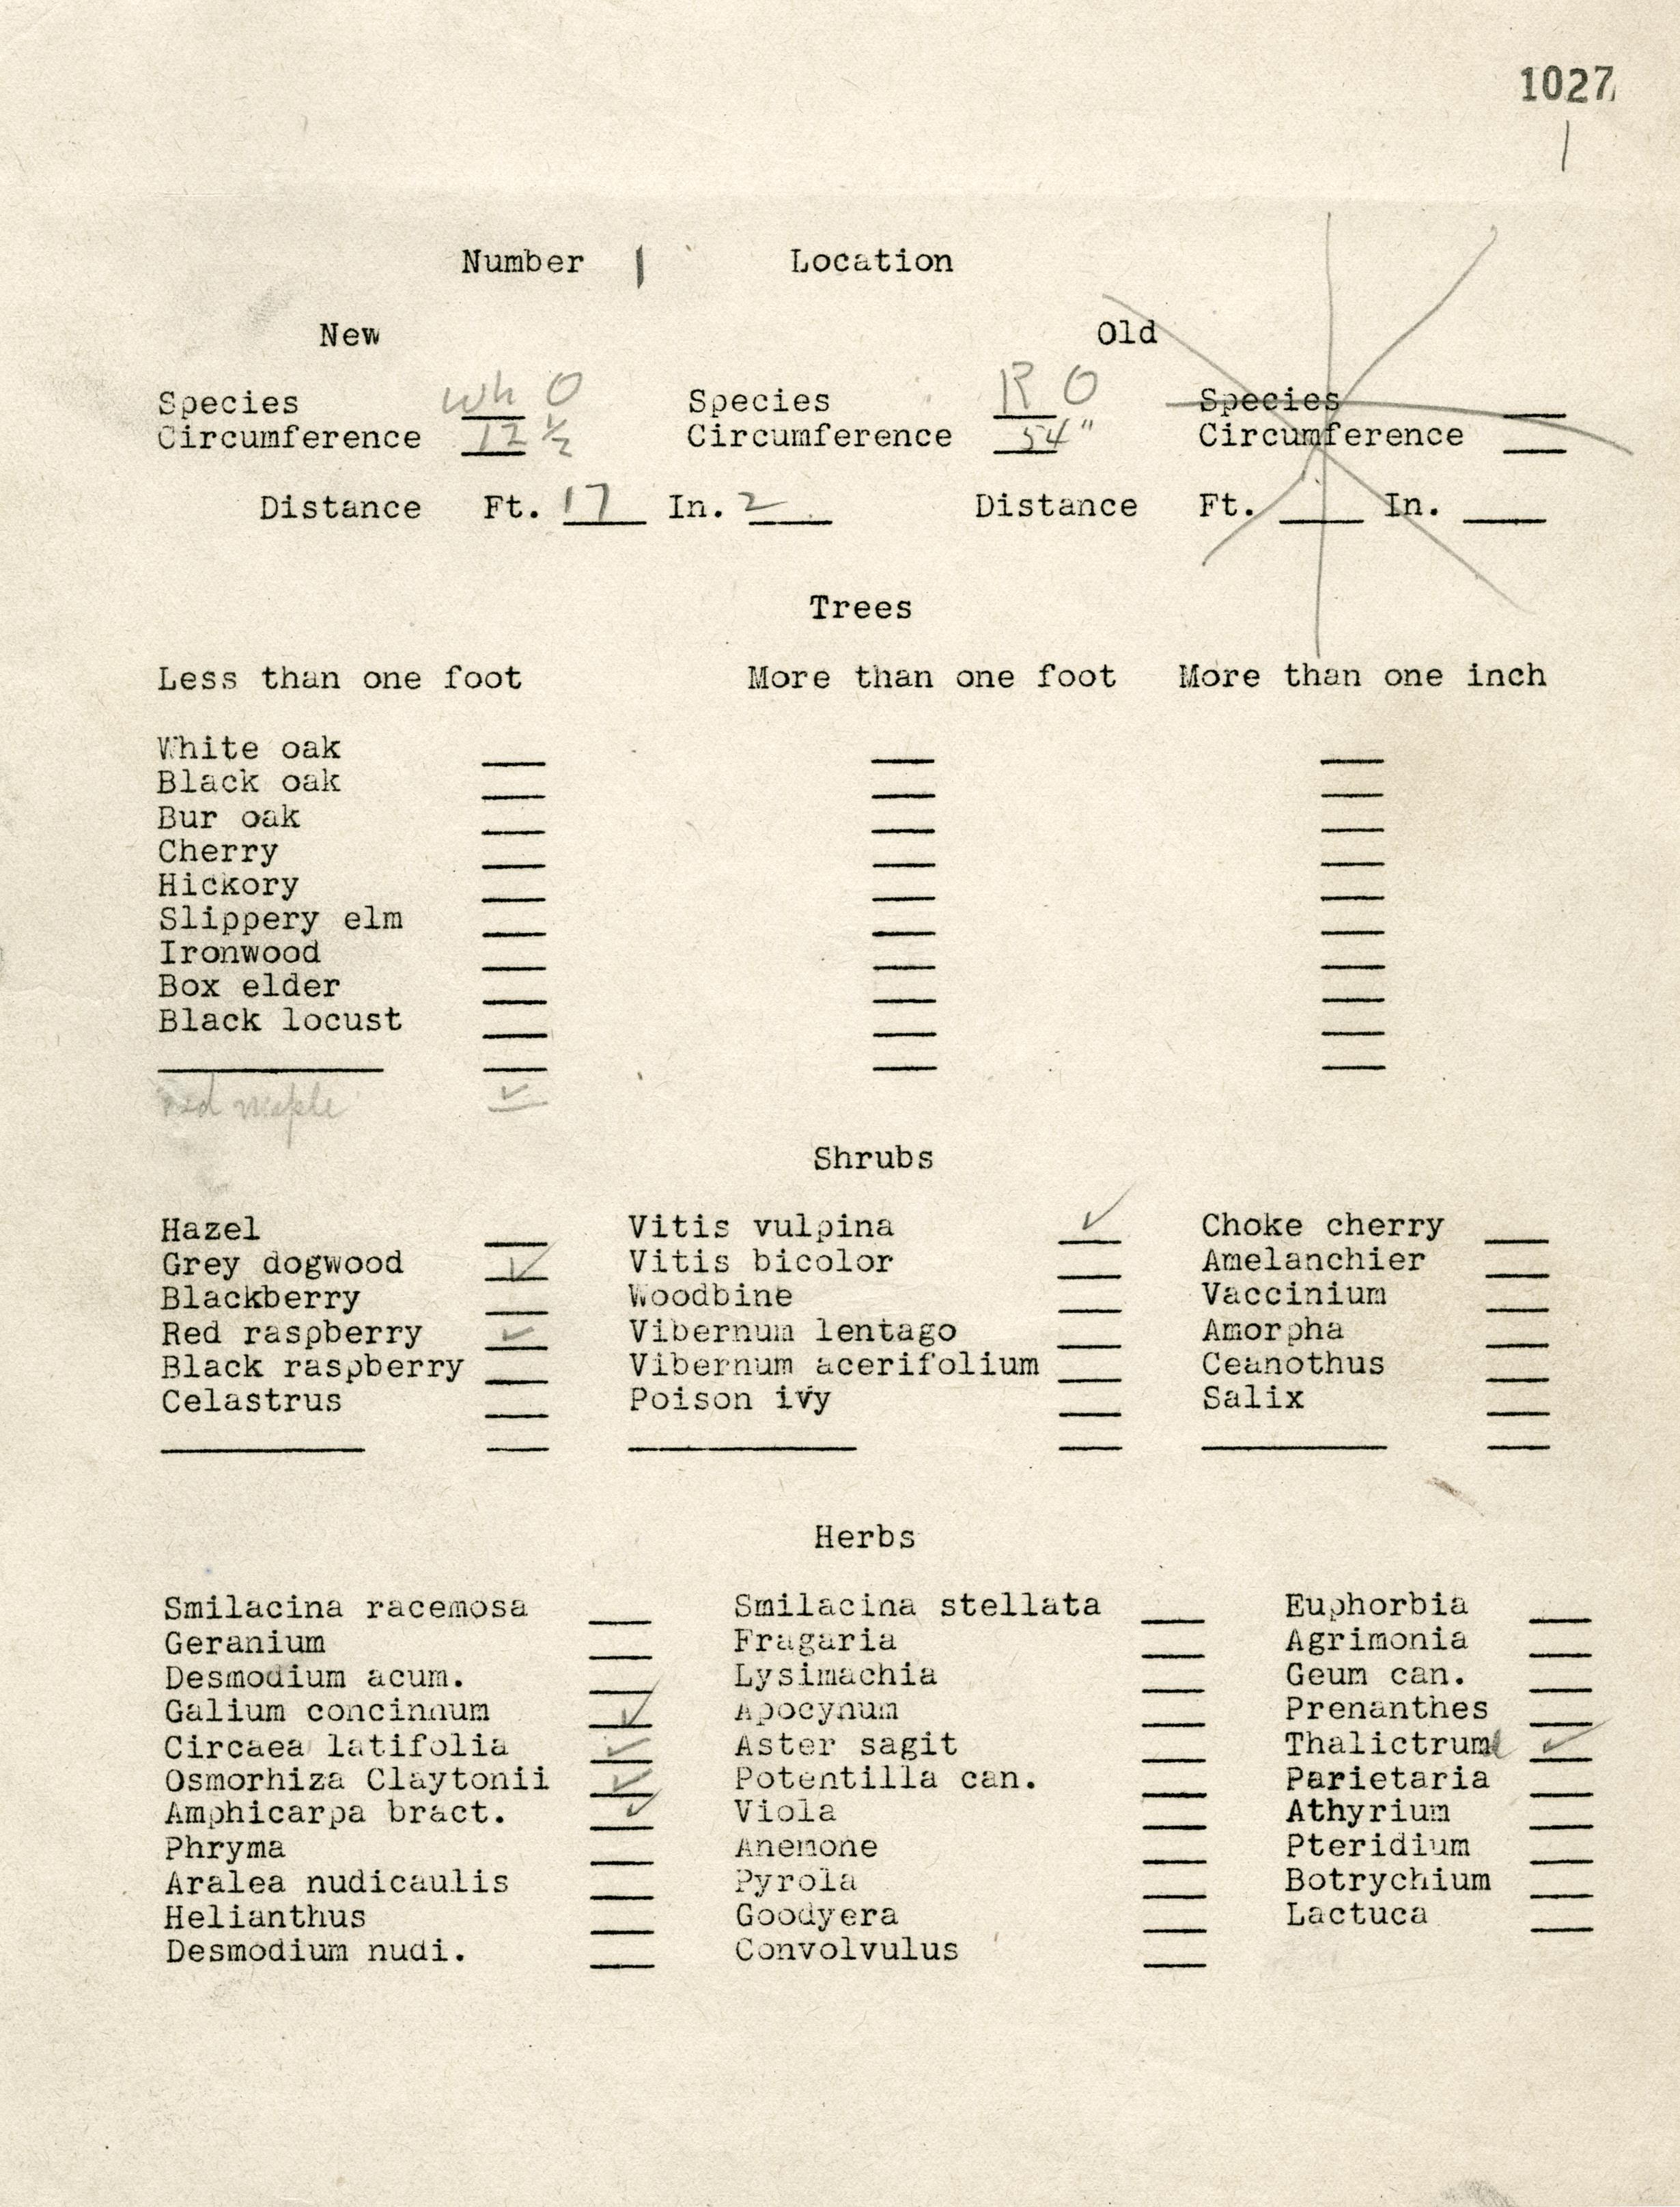 1027
|
Number 1 Location
New Old
Species Wh O Species R O Species
Circumference 12 ½ Circumference 54" Circumference
Distance Ft. 17 In. 2 Distance Ft. In.
Trees
Less than one foot More than one foot More than one inch
White oak
Black oak
Bur oak
Cherry
Hickory
Slippery elm
Ironwood
Box elder
Black locust
red maple ✓
Shrubs
Hazel Vitis vulpina ✓ Choke cherry
Grey dogwood ✓ Vitis bicolor Amelanchier
Blackberry Woodbine Vaccinium
Red raspberry ✓ Vibernum lentago Amorpha
Black raspberry Vibernum acerifolium Ceanothus
Celastrus Poison ivy Salix
Herbs
Smilacina racemosa Smilacina stellata Euphorbia
Geranium Fragaria Agrimonia
Desmodium acum. Lysimachia Geum can.
Galium concinnum ✓ Apocynum Prenanthes
Circaea latifolia ✓ Aster sagit Thalictrum ✓
Osmorhiza Claytonii ✓ Potentilla can. Parietaria
Amphicarpa bract. ✓ Viola Athyrium
Phryma Anemone Pteridium
Aralea nudicaulis Pyrola Botrychium
Helianthus Goodyera Lactuca
Desmodium nudi. Convolvulus